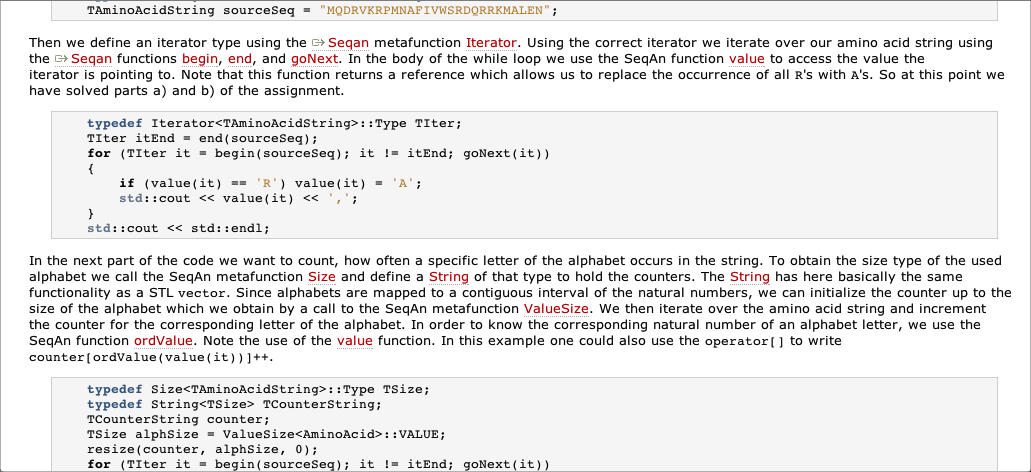 TAminoAcidString sourceSeq = "MQDRVKRPMNAFIVWSRDQRRKMALEN";
Then we define an iterator type using the Seqan metafunction Iterator. Using the correct iterator we iterate over our amino acid string using
the Seqan functions begin, end, and goNext. In the body of the while loop we use the SeqAn function value to access the value the
iterator is pointing to. Note that this function returns a reference which allows us to replace the occurrence of all R's with A's. So at this point we
have solved parts a) and b) of the assignment.
typedef Iterator<TAminoAcidString>::Type TIter;
TIter itEnd = end(sourceSeq);
for (TIter it = begin(sourceSeq); it != itEnd; goNext(it))
{
if (value(it) == 'R') value(it) = 'A';
std::cout << value(it) << ',';
}
std::cout << std::endl;
In the next part of the code we want to count, how often a specific letter of the alphabet occurs in the string. To obtain the size type of the used
alphabet we call the SeqAn metafunction Size and define a String of that type to hold the counters. The String has here basically the same
functionality as a STL vector. Since alphabets are mapped to a contiguous interval of the natural numbers, we can initialize the counter up to the
size of the alphabet which we obtain by a call to the SeqAn metafunction ValueSize. We then iterate over the amino acid string and increment
the counter for the corresponding letter of the alphabet. In order to know the corresponding natural number of an alphabet letter, we use the
SeqAn function ordValue. Note the use of the value function. In this example one could also use the operator[] to write
counter[ordValue(value(it))]++.
typedef Size<TAminoAcidString>::Type TSize;
typedef String<TSize> TCounterString;
TCounterString counter;
TSize alphSize = ValueSize<AminoAcid>::VALUE;
resize(counter, alphSize, 0);
for (TIter it = begin(sourceSeq); it != itEnd; goNext(it))